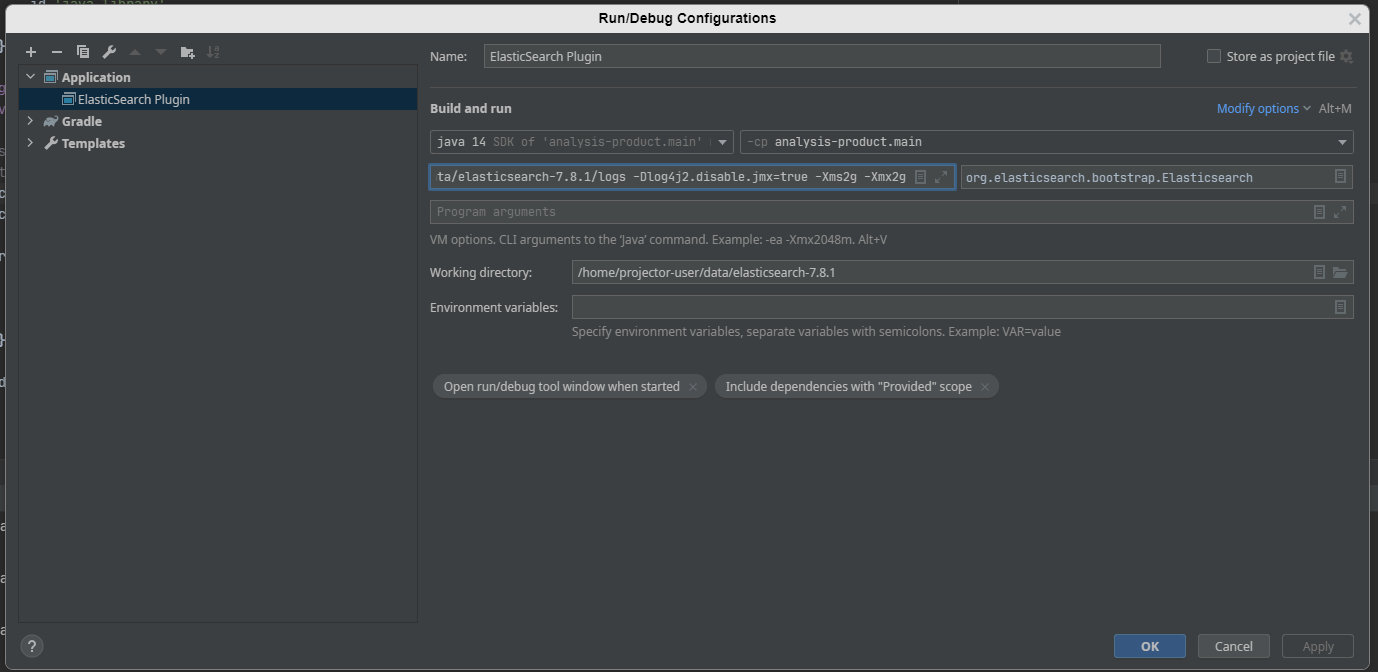 id 'java-library'
Run/Debug Configurations
Name: ElasticSearch Plugin Store as project file
Application
ElasticSearch Plugin
Gradle
Templates
Build and run Modify options Alt+M
java 14 SDK of 'analysis-product.main' -cp analysis-product.main
ta/elasticsearch-7.8.1/logs -Dlog4j2.disable.jmx=true -Xms2g -Xmx2g org.elasticsearch.bootstrap.Elasticsearch
Program arguments
VM options. CLI arguments to the 'Java' command. Example: -ea -Xmx2048m. Alt+V
Working directory: /home/projector-user/data/elasticsearch-7.8.1
Environment variables:
Specify environment variables, separate variables with semicolons. Example: VAR=value
Open run/debug tool window when started × Include dependencies with "Provided" scope ×
? OK Cancel Apply